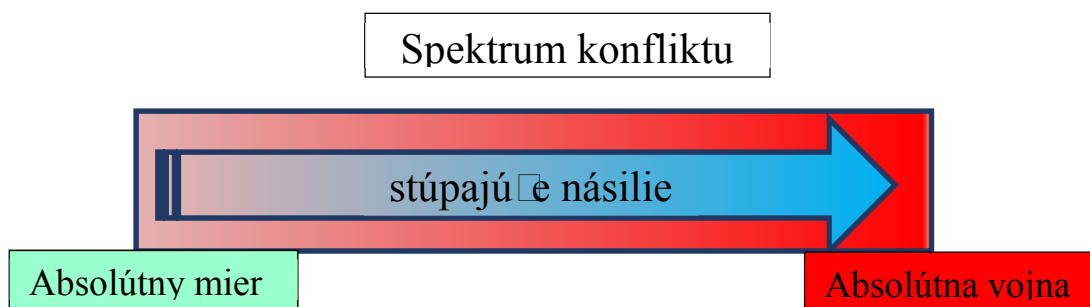 Spektrum konfliktu
stúpajú□e násilie
Absolútny mier
Absolútna vojna